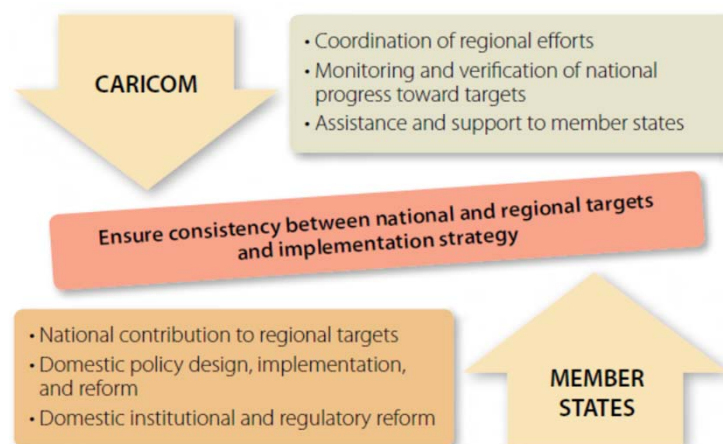 CARICOM
• Coordination of regional efforts
• Monitoring and verification of national
progress toward targets
• Assistance and support to member states
Ensure consistency between national and regional targets
and implementation strategy
• National contribution to regional targets
• Domestic policy design, implementation,
and reform
• Domestic institutional and regulatory reform
MEMBER
STATES